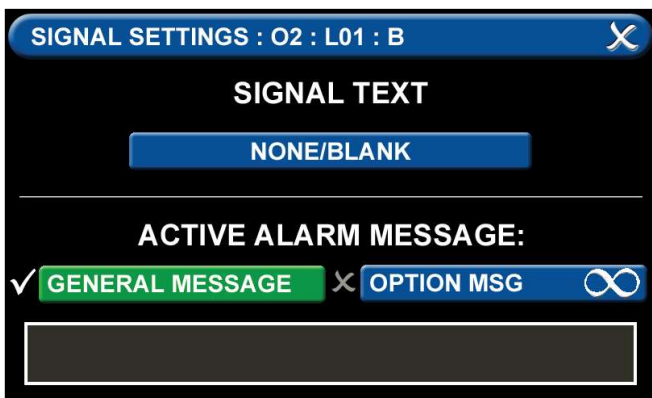 SIGNAL SETTINGS : O2 : L01 : B
SIGNAL TEXT
NONE/BLANK
ACTIVE ALARM MESSAGE:
GENERAL MESSAGE OPTION MSG